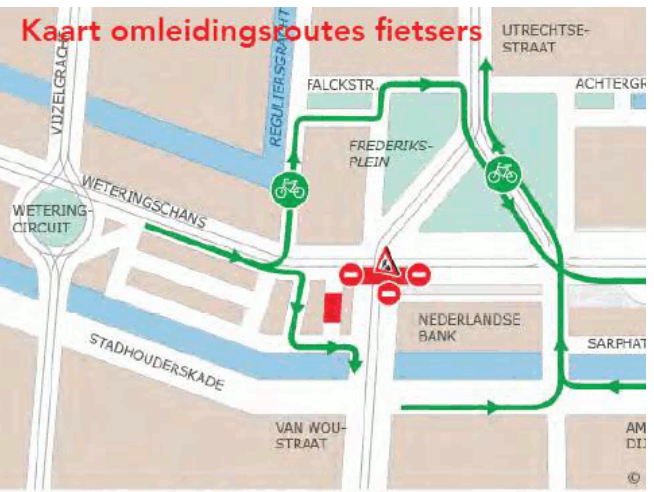 Kaart omleidingsroutes fietsers
UTRECHTSE-
STRAAT
VIJZELGRACHT
REGULIERSGRACHT
FALCKSTR.
ACHTERGR
FREDERIKS-
PLEIN
WETERINGSCHANS
WETERING-
CIRCUIT
NEDERLANDSE
BANK
SARPHAT
STADHOUDERSKADE
VAN WOU-
STRAAT
AM
DIJ
©